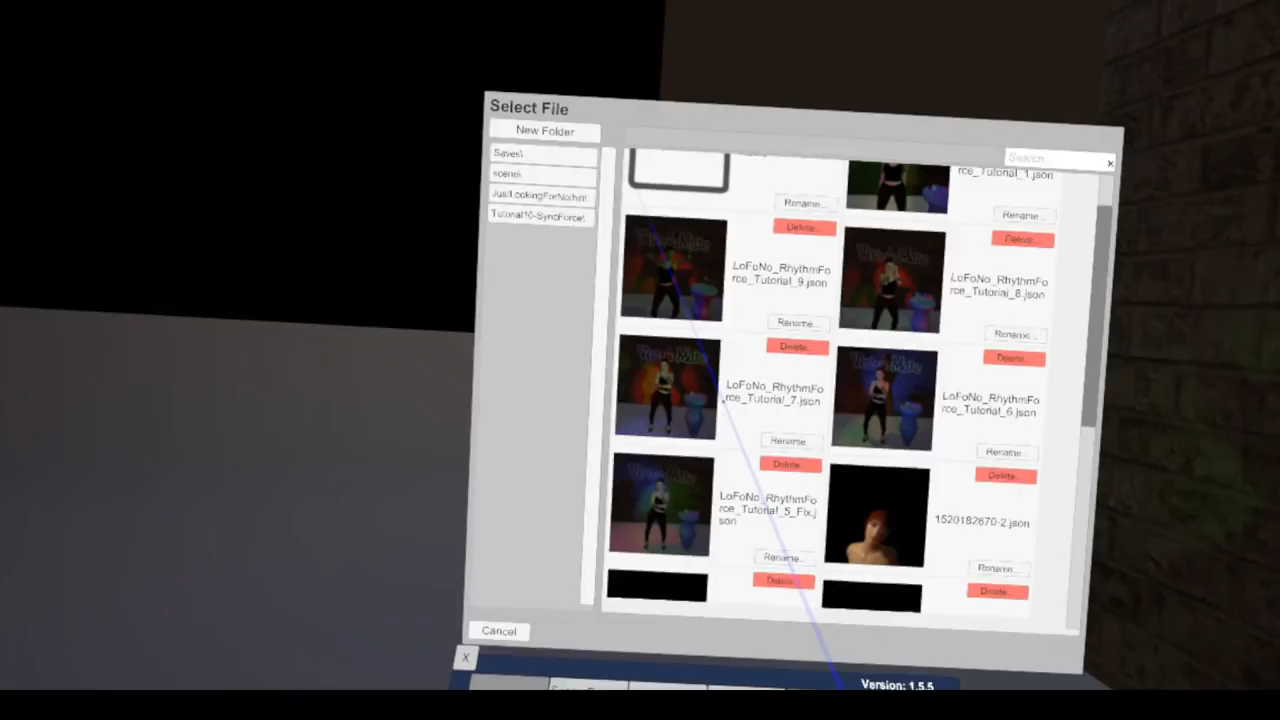 Select File
New Folder
Search...
x
Saves\
scene\
Tutorial10-SyncForce\
rce_Tutorial_1.json
Rename...
Delete...
LoFoNo_RhythmFo
rce_Tutorial_9.json
Rename...
Delete...
LoFoNo_RhythmFo
rce_Tutorial_8.json
Rename...
Delete...
LoFoNo_RhythmFo
rce_Tutorial_7.json
Rename...
Delete...
LoFoNo_RhythmFo
rce_Tutorial_6.json
Rename...
Delete...
LoFoNo_RhythmFo
rce_Tutorial_5_Fix.j
son
Rename...
Delete...
1520182670-2.json
Rename...
Delete...
Rename...
Delete...
Cancel
X
Version: 1.5.5